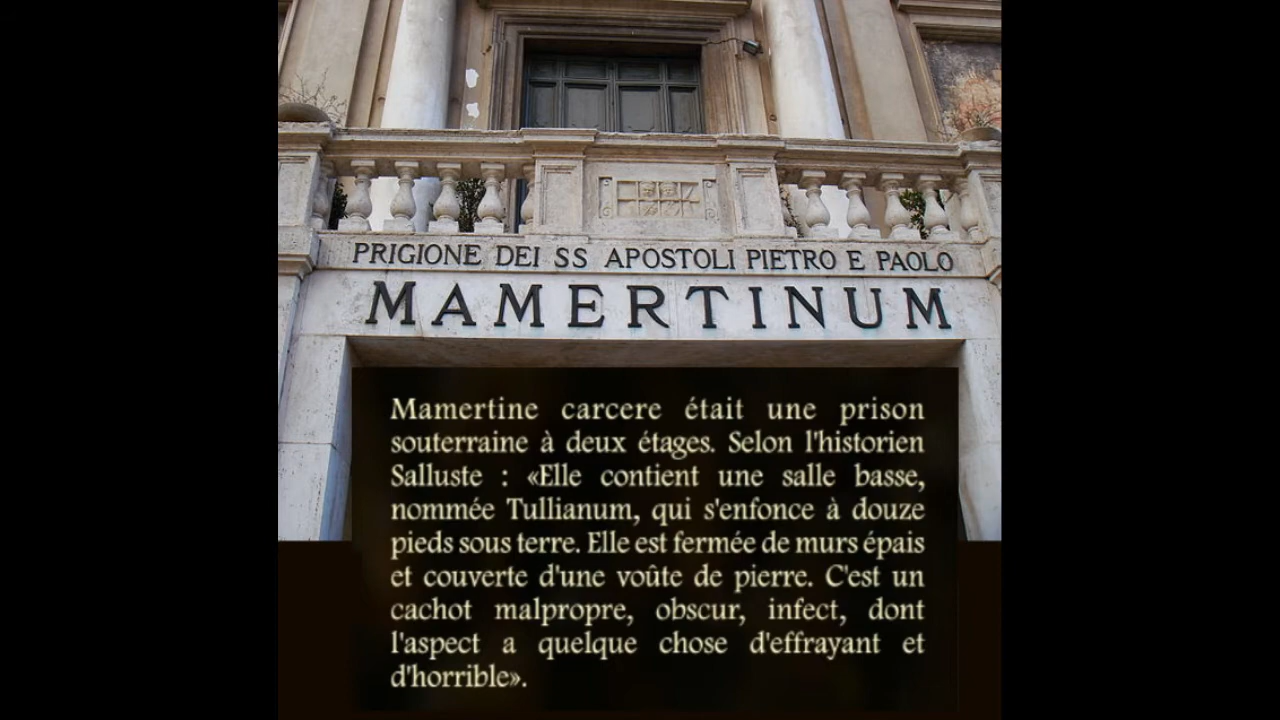 PRIGIONE DEI SS APOSTOLI PIETRO E PAOLO
MAMERTINUM
Mamertine carcere était une prison
souterraine à deux étages. Selon l'historien
Salluste : «Elle contient une salle basse,
nommée Tullianum, qui s'enfonce à douze
pieds sous terre. Elle est fermée de murs épais
et couverte d'une voûte de pierre. C'est un
cachot malpropre, obscur, infect, dont
l'aspect a quelque chose d'effrayant et
d'horrible».